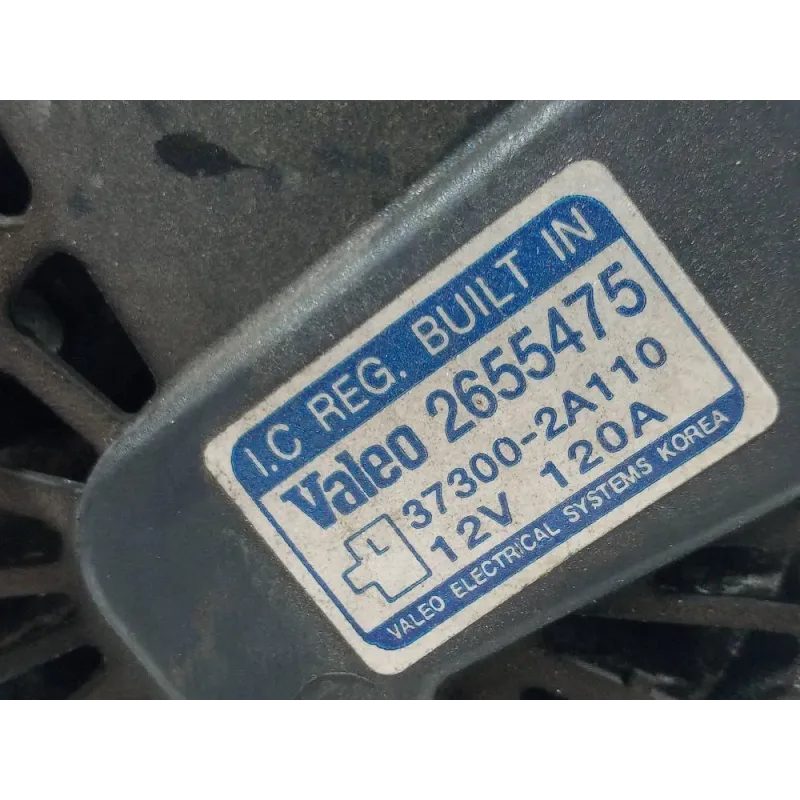 I.C REG. BUILT IN
Valeo 2655475
37300-2A110
L
12V 120A
VALEO ELECTRICAL SYSTEMS KOREA